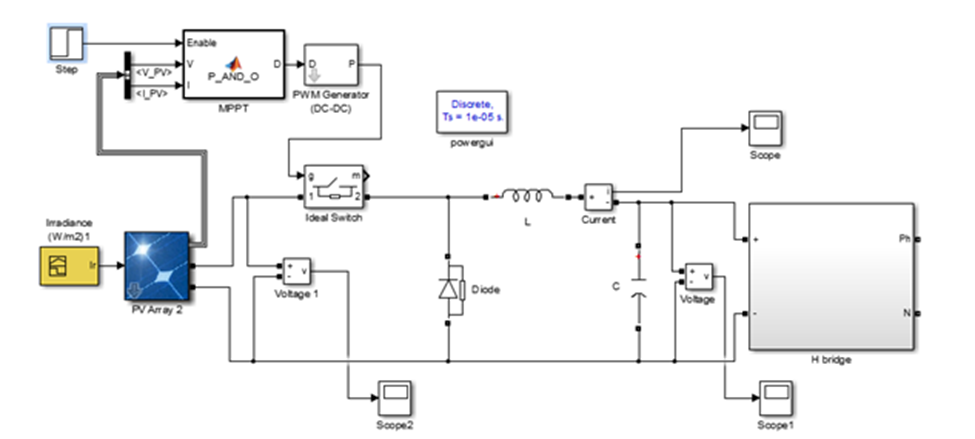 Step
Enable
V
I
<V_PV>
<I_PV>
P_AND_O
D
MPPT
D
P
PWM Generator
(DC-DC)
Discrete,
Ts = 1e-05 s.
powergui
Scope
g
m
1
2
Ideal Switch
L
+
-
i
Current
Irradiance
(W/m2)1
Ir
PV Array 2
+
-
v
Voltage 1
Diode
C
+
-
v
Voltage
+
-
Ph
N
H bridge
Scope2
Scope1